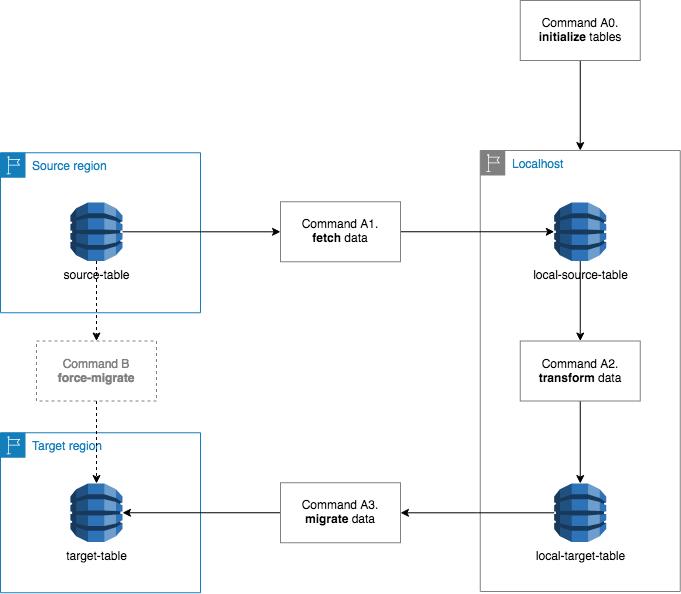 Command A0.
initialize tables
Source region
Localhost
Command A1.
fetch data
source-table
local-source-table
Command B
force-migrate
Command A2.
transform data
Target region
Command A3.
migrate data
target-table
local-target-table